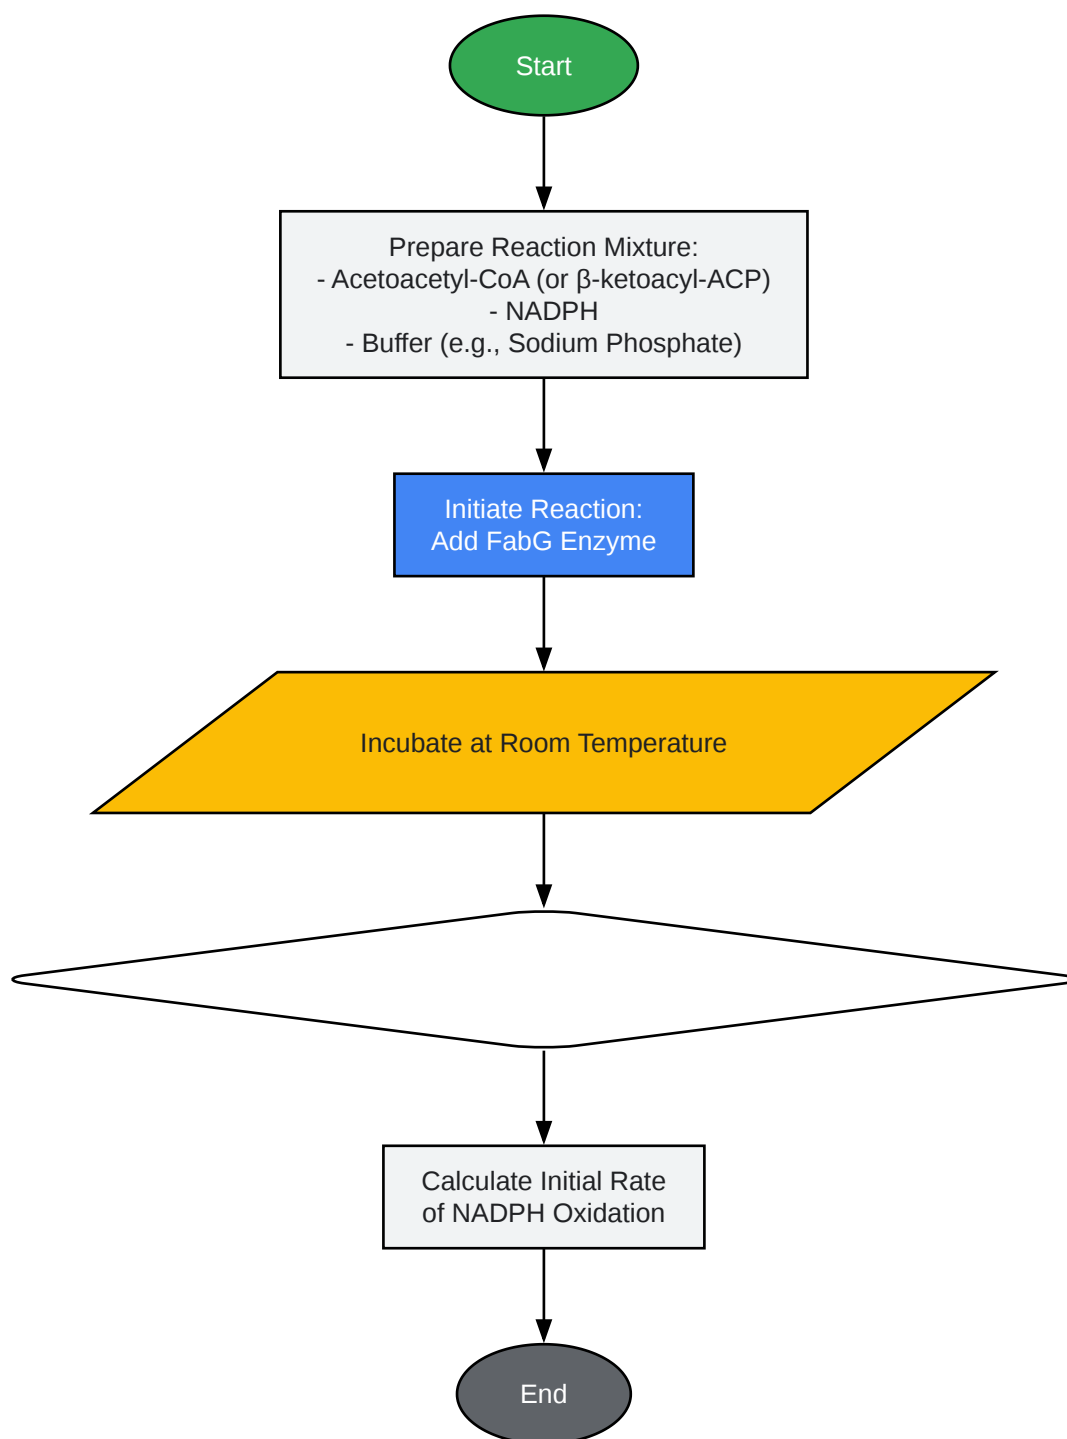 Start
Prepare Reaction Mixture:
- Acetoacetyl-CoA (or β-ketoacyl-ACP)
- NADPH
- Buffer (e.g., Sodium Phosphate)
Initiate Reaction:
Add FabG Enzyme
Incubate at Room Temperature
Calculate Initial Rate
of NADPH Oxidation
End